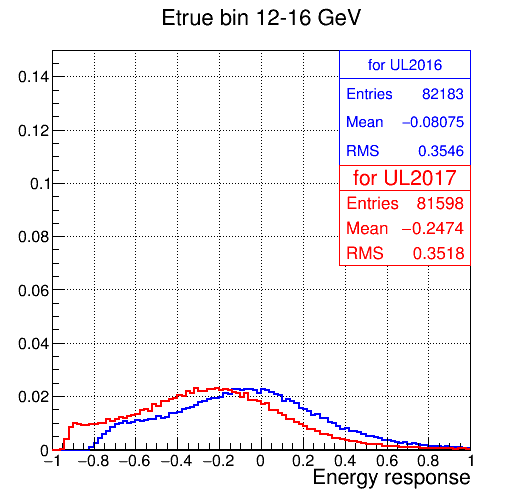 Etrue bin 12-16 GeV
for UL2016
Entries 82183
Mean −0.08075
RMS 0.3546
for UL2017
Entries 81598
Mean −0.2474
RMS 0.3518
0.14
0.12
0.1
0.08
0.06
0.04
0.02
0
−1 −0.8 −0.6 −0.4 −0.2 0 0.2 0.4 0.6 0.8 1
Energy response